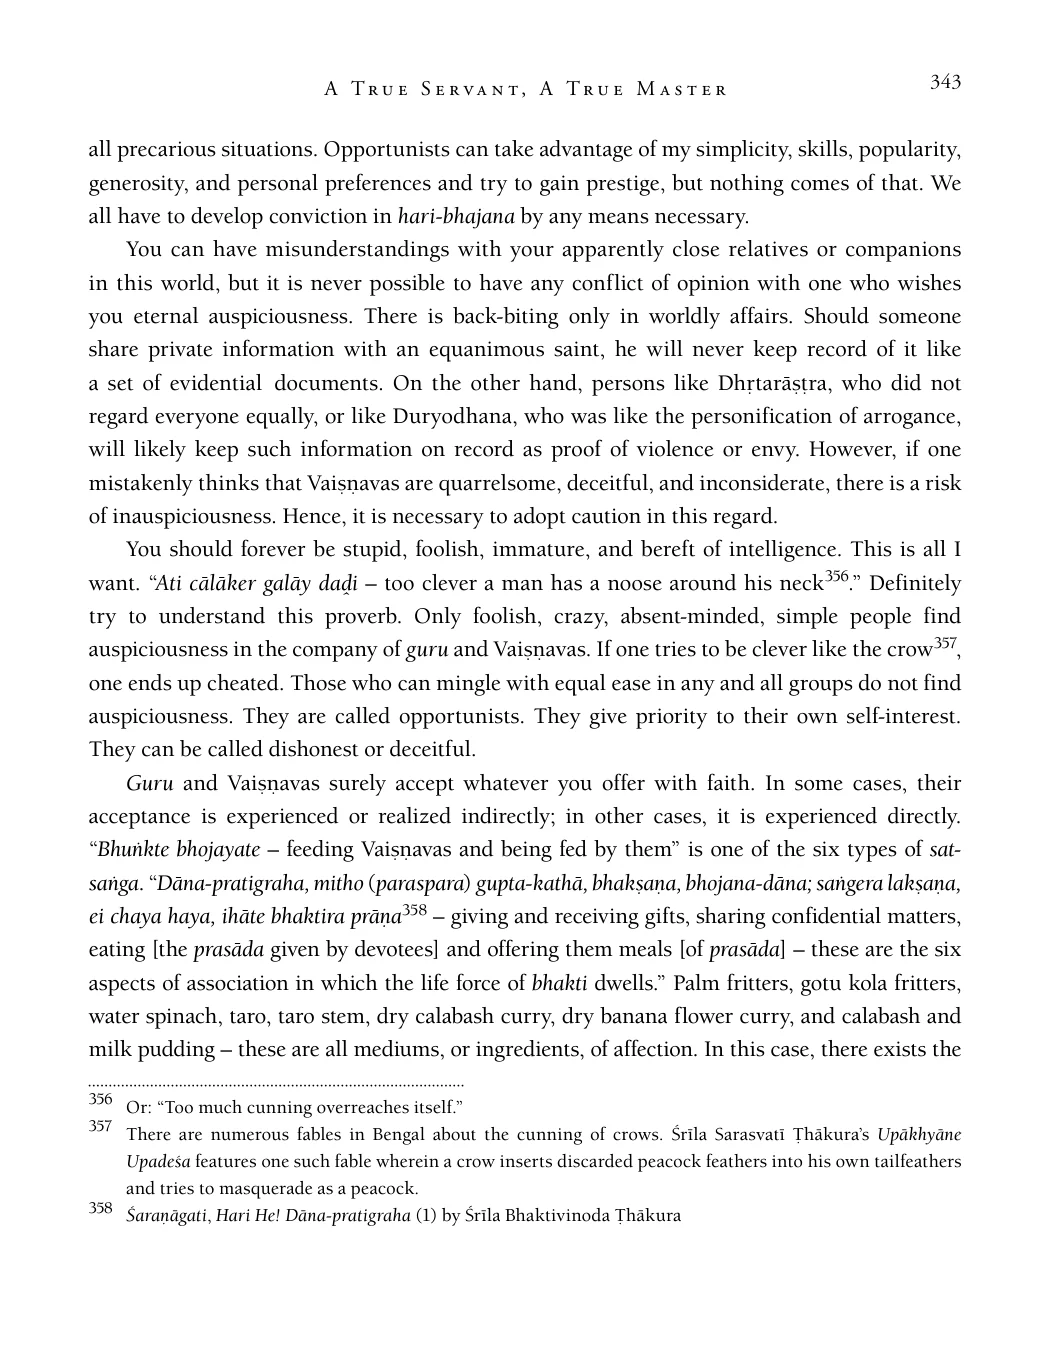 A True Servant, A True Master 343
all precarious situations. Opportunists can take advantage of my simplicity, skills, popularity,
generosity, and personal preferences and try to gain prestige, but nothing comes of that. We
all have to develop conviction in hari-bhajana by any means necessary.
You can have misunderstandings with your apparently close relatives or companions
in this world, but it is never possible to have any conflict of opinion with one who wishes
you eternal auspiciousness. There is back-biting only in worldly affairs. Should someone
share private information with an equanimous saint, he will never keep record of it like
a set of evidential documents. On the other hand, persons like Dhṛtarāṣṭra, who did not
regard everyone equally, or like Duryodhana, who was like the personification of arrogance,
will likely keep such information on record as proof of violence or envy. However, if one
mistakenly thinks that Vaiṣṇavas are quarrelsome, deceitful, and inconsiderate, there is a risk
of inauspiciousness. Hence, it is necessary to adopt caution in this regard.
You should forever be stupid, foolish, immature, and bereft of intelligence. This is all I
want. “Ati cālāker galāy daḓi – too clever a man has a noose around his neck356.” Definitely
try to understand this proverb. Only foolish, crazy, absent-minded, simple people find
auspiciousness in the company of guru and Vaiṣṇavas. If one tries to be clever like the crow357,
one ends up cheated. Those who can mingle with equal ease in any and all groups do not find
auspiciousness. They are called opportunists. They give priority to their own self-interest.
They can be called dishonest or deceitful.
Guru and Vaiṣṇavas surely accept whatever you offer with faith. In some cases, their
acceptance is experienced or realized indirectly; in other cases, it is experienced directly.
“Bhuṅkte bhojayate – feeding Vaiṣṇavas and being fed by them” is one of the six types of sat-
saṅga. “Dāna-pratigraha, mitho (paraspara) gupta-kathā, bhakṣaṇa, bhojana-dāna; saṅgera lakṣaṇa,
ei chaya haya, ihāte bhaktira prāṇa358 – giving and receiving gifts, sharing confidential matters,
eating [the prasāda given by devotees] and offering them meals [of prasāda] – these are the six
aspects of association in which the life force of bhakti dwells.” Palm fritters, gotu kola fritters,
water spinach, taro, taro stem, dry calabash curry, dry banana flower curry, and calabash and
milk pudding – these are all mediums, or ingredients, of affection. In this case, there exists the
356 Or: “Too much cunning overreaches itself.”
357 There are numerous fables in Bengal about the cunning of crows. Śrīla Sarasvatī Ṭhākura’s Upākhyāne
Upadeśa features one such fable wherein a crow inserts discarded peacock feathers into his own tailfeathers
and tries to masquerade as a peacock.
358 Śaraṇāgati, Hari He! Dāna-pratigraha (1) by Śrīla Bhaktivinoda Ṭhākura